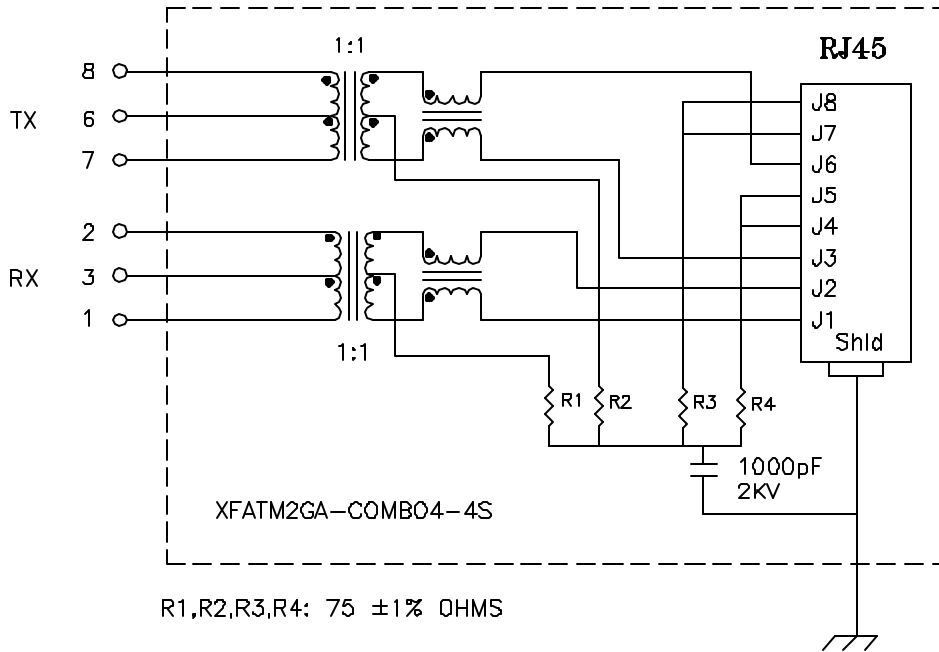 1:1
RJ45
8
TX 6
7
J8
J7
J6
J5
J4
J3
J2
J1
Shld
2
RX 3
1
1:1
R1 R2 R3 R4
1000pF
2KV
XFATM2GA-COMBO4-4S
R1,R2,R3,R4: 75 ±1% OHMS